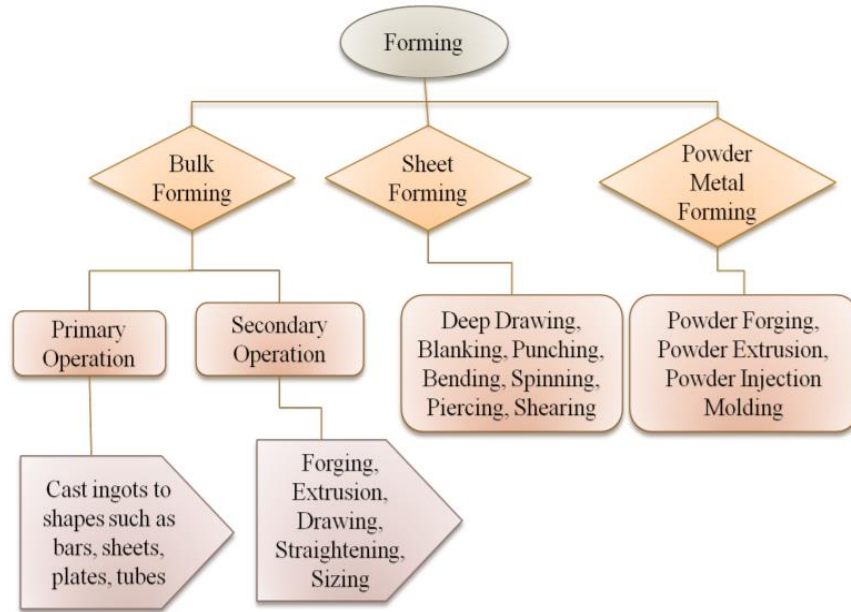 Forming
Bulk
Forming
Sheet
Forming
Powder
Metal
Forming
Primary
Operation
Secondary
Operation
Deep Drawing,
Blanking, Punching,
Bending, Spinning,
Piercing, Shearing
Powder Forging,
Powder Extrusion,
Powder Injection
Molding
Cast ingots to
shapes such as
bars, sheets,
plates, tubes
Forging,
Extrusion,
Drawing,
Straightening,
Sizing